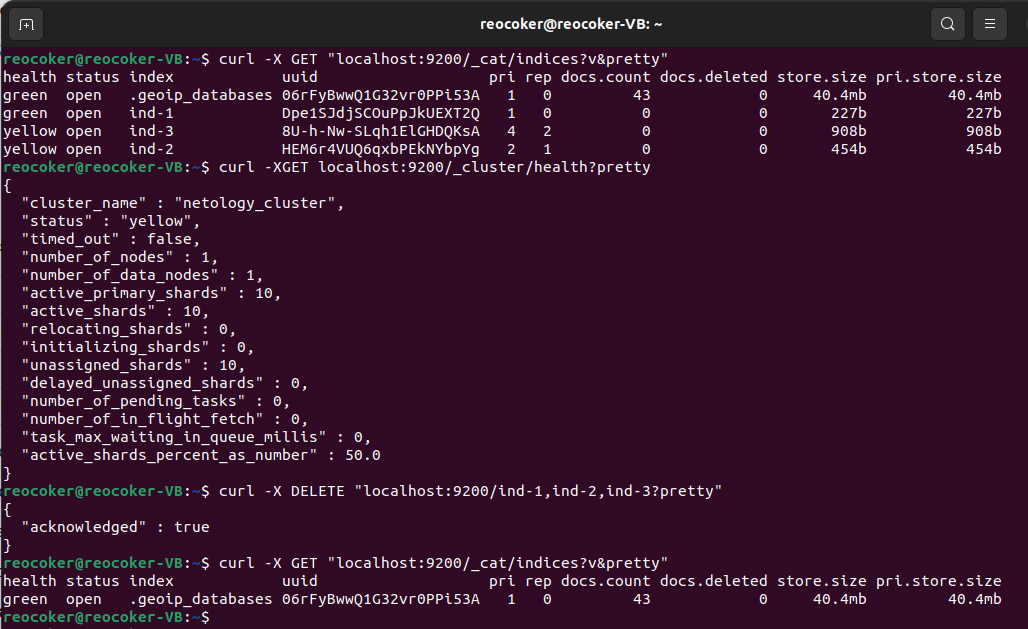 reocoker@reocoker-VB: ~
reocoker@reocoker-VB:~$ curl -X GET "localhost:9200/_cat/indices?v&pretty"
health status index            uuid                   pri rep docs.count docs.deleted store.size pri.store.size
green  open   .geoip_databases 06rFyBwwQ1G32vr0PPi53A   1   0         43            0     40.4mb         40.4mb
green  open   ind-1            Dpe1SJdjSCOuPpJkUEXT2Q   1   0          0            0       227b           227b
yellow open   ind-3            8U-h-Nw-SLqh1ElGHDQKsA   4   2          0            0       908b           908b
yellow open   ind-2            HEM6r4VUQ6qxbPEkNYbpYg   2   1          0            0       454b           454b
reocoker@reocoker-VB:~$ curl -XGET localhost:9200/_cluster/health?pretty
{
  "cluster_name" : "netology_cluster",
  "status" : "yellow",
  "timed_out" : false,
  "number_of_nodes" : 1,
  "number_of_data_nodes" : 1,
  "active_primary_shards" : 10,
  "active_shards" : 10,
  "relocating_shards" : 0,
  "initializing_shards" : 0,
  "unassigned_shards" : 10,
  "delayed_unassigned_shards" : 0,
  "number_of_pending_tasks" : 0,
  "number_of_in_flight_fetch" : 0,
  "task_max_waiting_in_queue_millis" : 0,
  "active_shards_percent_as_number" : 50.0
}
reocoker@reocoker-VB:~$ curl -X DELETE "localhost:9200/ind-1,ind-2,ind-3?pretty"
{
  "acknowledged" : true
}
reocoker@reocoker-VB:~$ curl -X GET "localhost:9200/_cat/indices?v&pretty"
health status index            uuid                   pri rep docs.count docs.deleted store.size pri.store.size
green  open   .geoip_databases 06rFyBwwQ1G32vr0PPi53A   1   0         43            0     40.4mb         40.4mb
reocoker@reocoker-VB:~$